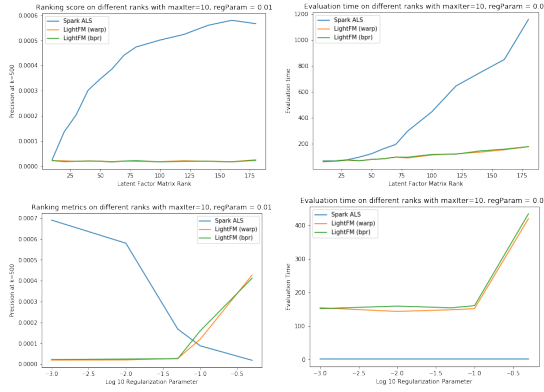 Ranking score on different ranks with maxIter=10, regParam = 0.01
Precision at k=500
0.0006
0.0005
0.0004
0.0003
0.0002
0.0001
0.0000
Spark ALS
LightFM (warp)
LightFM (bpr)
25 50 75 100 125 150 175
Latent Factor Matrix Rank
Evaluation time on different ranks with maxIter=10, regParam = 0.0
Evaluation time
1200
1000
800
600
400
200
Spark ALS
LightFM (warp)
LightFM (bpr)
25 50 75 100 125 150 175
Latent Factor Matrix Rank
Ranking metrics on different ranks with maxIter=10, regParam = 0.01
Precision at k=500
0.0007
0.0006
0.0005
0.0004
0.0003
0.0002
0.0001
0.0000
Spark ALS
LightFM (warp)
LightFM (bpr)
−3.0 −2.5 −2.0 −1.5 −1.0 −0.5
Log 10 Regularization Parameter
Evaluation time on different ranks with maxIter=10, regParam = 0.0
Evaluation Time
400
300
200
100
0
Spark ALS
LightFM (warp)
LightFM (bpr)
−3.0 −2.5 −2.0 −1.5 −1.0 −0.5
Log 10 Regularization Parameter